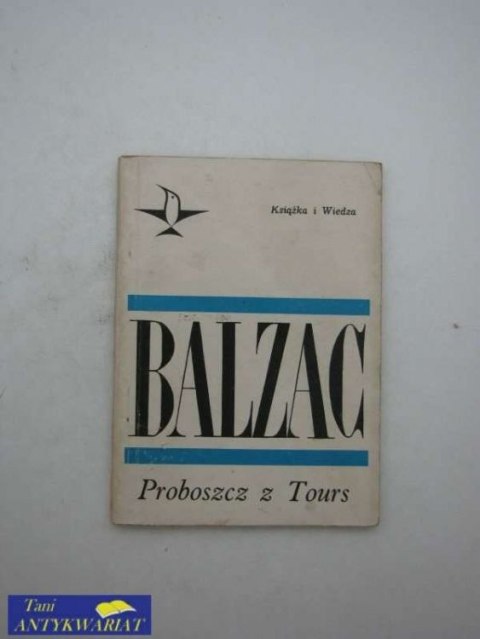 Książka i Wiedza
BALZAC
Proboszcz z Tours
Tani
ANTYKWARIAT